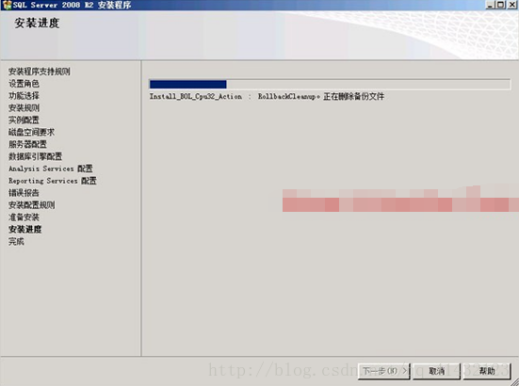 SQL Server 2008 R2 安装程序
安装进度
安装程序支持规则
设置角色
功能选择
安装规则
实例配置
磁盘空间要求
服务器配置
数据库引擎配置
Analysis Services 配置
Reporting Services 配置
错误报告
安装配置规则
准备安装
安装进度
完成
Install_BOL_Cpu32_Action : RollbackCleanup。正在删除备份文件
下一步(N) >
取消
帮助
http://blog.csdn